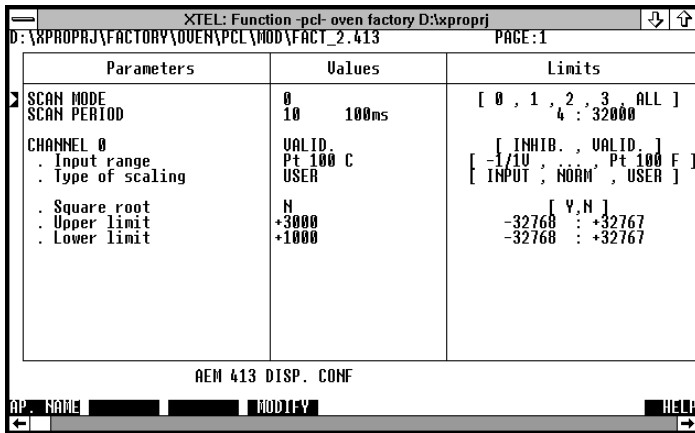 XTEL: Function -pcl- oven factory D:\xproprj
D:\XPROPRJ\FACTORY\OVEN\PCL\MOD\FACT_2.413 PAGE:1
Parameters Values Limits
SCAN MODE 0 [ 0 , 1 , 2 , 3 , ALL ]
SCAN PERIOD 10 100ms 4 : 32000
CHANNEL 0 VALID. [ INHIB. , VALID. ]
. Input range Pt 100 C [ -1/1V , ... , Pt 100 F ]
. Type of scaling USER [ INPUT , NORM , USER ]
. Square root N [ Y,N ]
. Upper limit +3000 -32768 : +32767
. Lower limit +1000 -32768 : +32767
AEM 413 DISP. CONF
AP. NAME MODIFY HELP